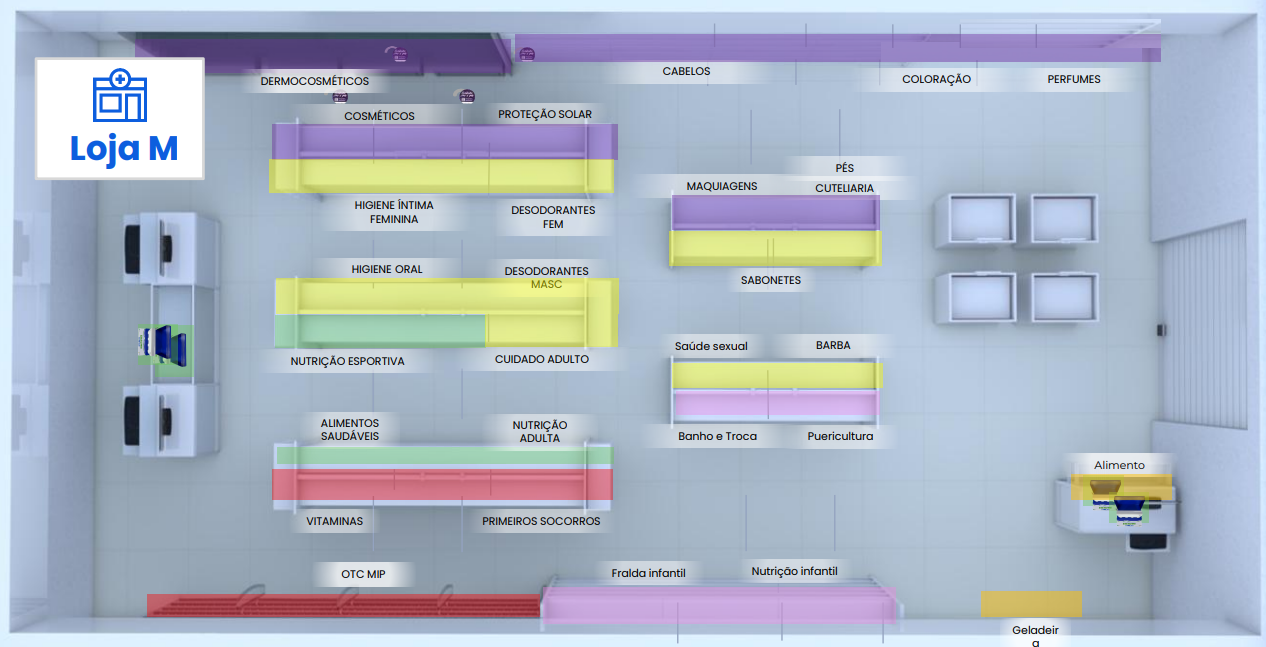 DERMOCOSMÉTICOS
CABELOS
COLORAÇÃO
PERFUMES
Loja M
COSMÉTICOS
PROTEÇÃO SOLAR
HIGIENE ÍNTIMA
FEMININA
DESODORANTES
FEM
MAQUIAGENS
PÉS
CUTELIARIA
SABONETES
HIGIENE ORAL
DESODORANTES
MASC
NUTRIÇÃO ESPORTIVA
CUIDADO ADULTO
Saúde sexual
BARBA
Banho e Troca
Puericultura
ALIMENTOS
SAUDÁVEIS
NUTRIÇÃO
ADULTA
VITAMINAS
PRIMEIROS SOCORROS
Alimento
OTC MIP
Fralda infantil
Nutrição infantil
Geladeir
a